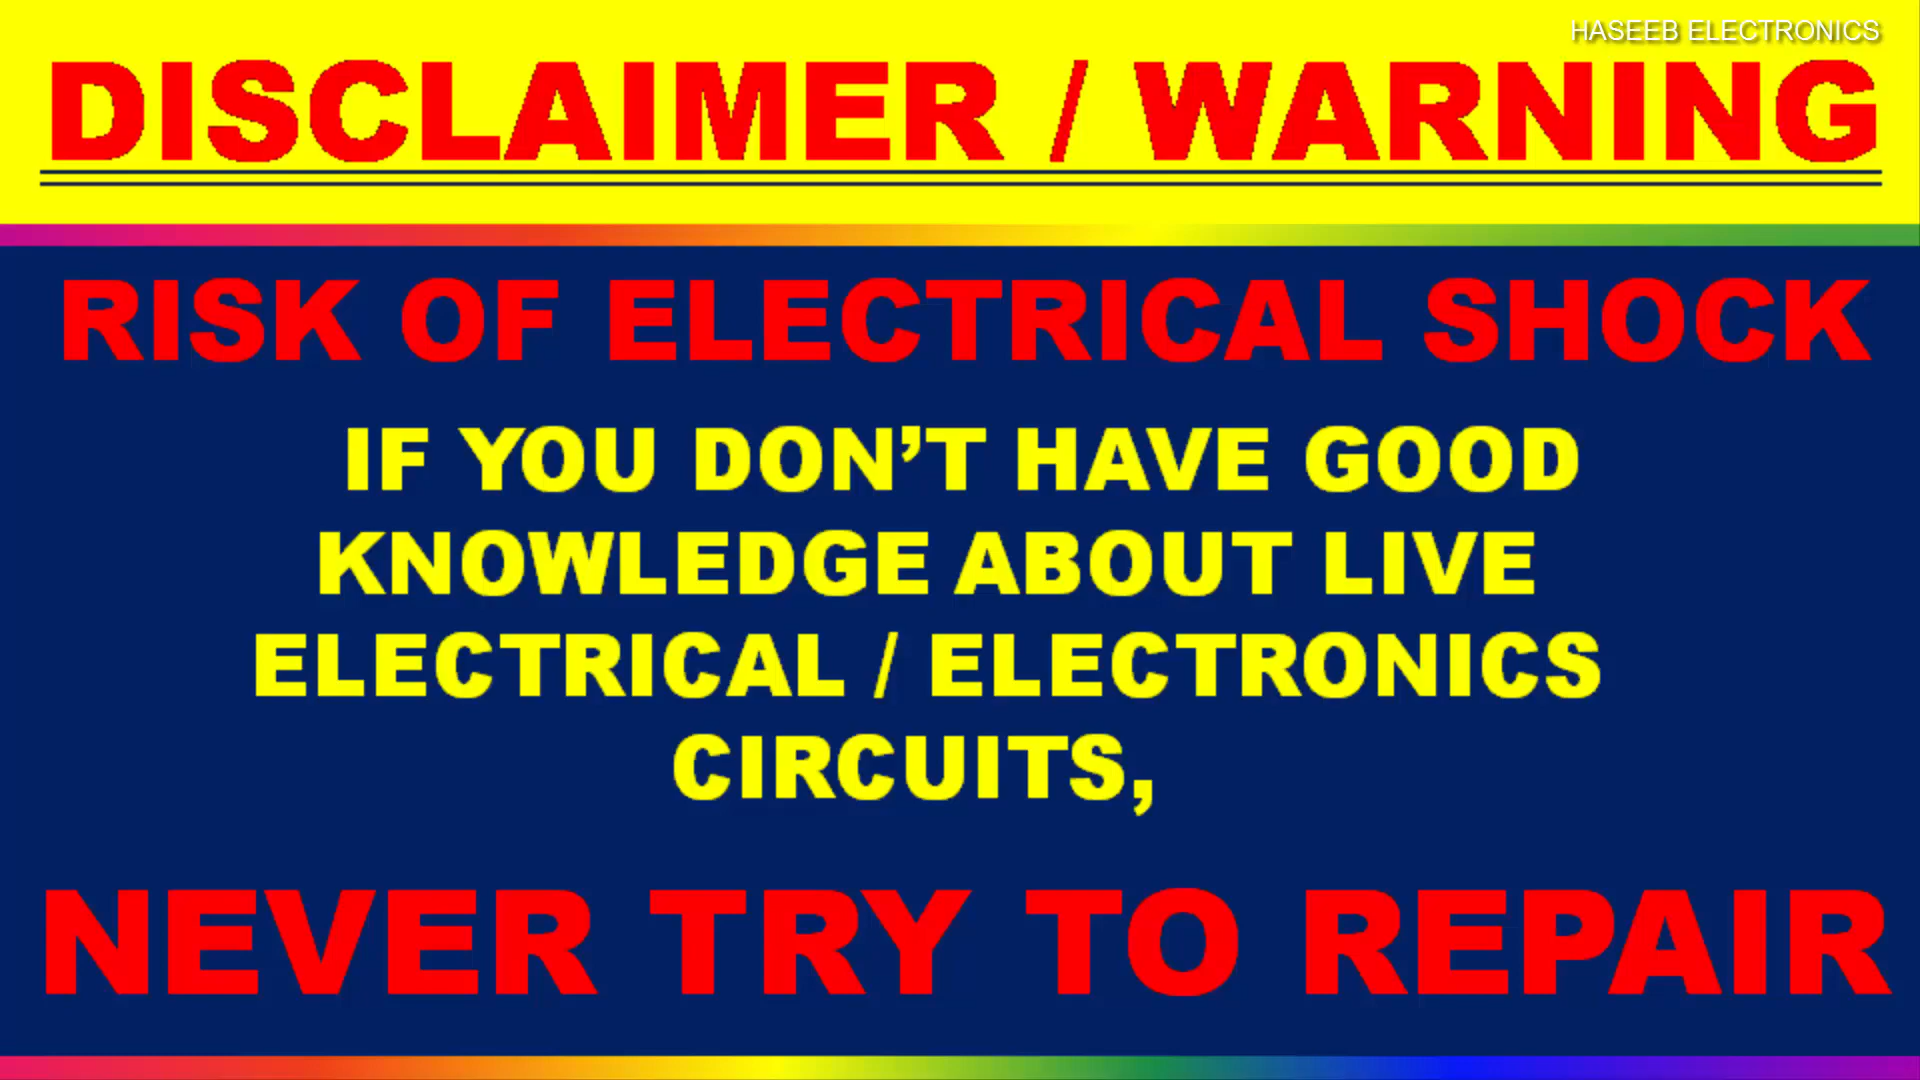 HASEEB ELECTRONICS
DISCLAIMER / WARNING
RISK OF ELECTRICAL SHOCK
IF YOU DON’T HAVE GOOD
KNOWLEDGE ABOUT LIVE
ELECTRICAL / ELECTRONICS
CIRCUITS,
NEVER TRY TO REPAIR